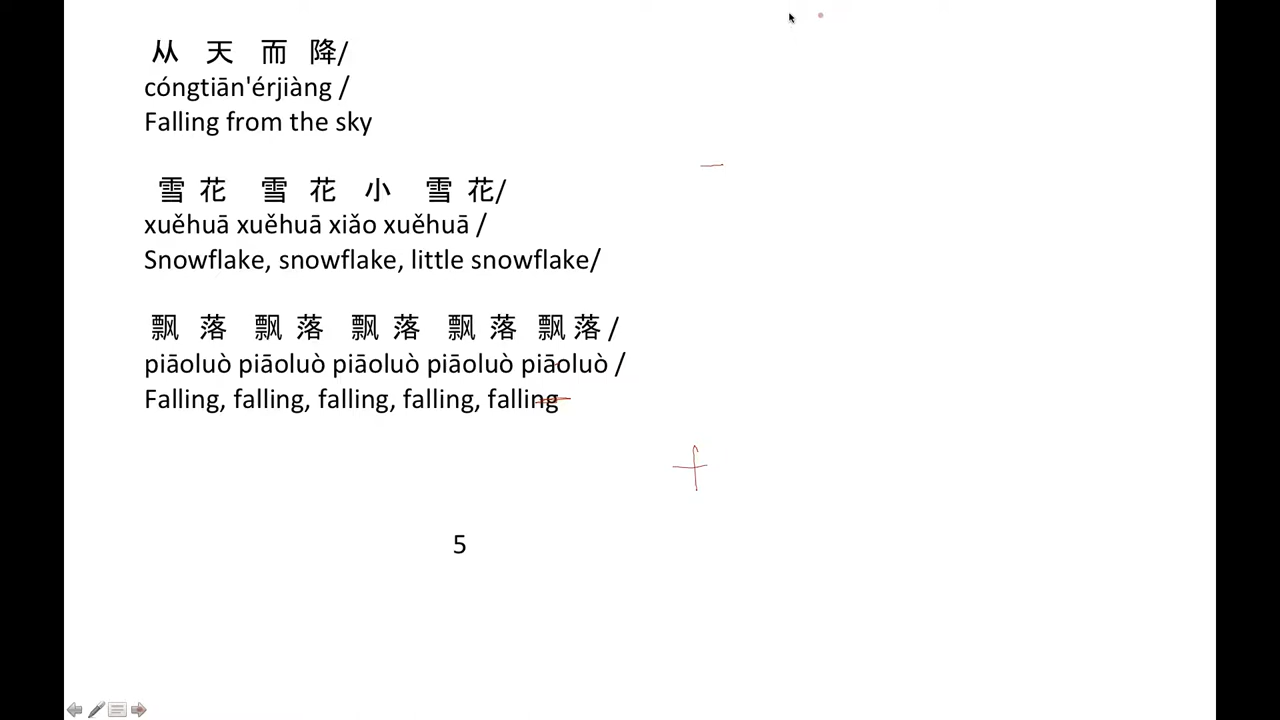 从 天 而 降/
cóngtiān'érjiàng /
Falling from the sky
雪 花 雪 花 小 雪 花/
xuěhuā xuěhuā xiǎo xuěhuā /
Snowflake, snowflake, little snowflake/
飘 落 飘 落 飘 落 飘 落 飘 落 /
piāoluò piāoluò piāoluò piāoluò piāoluò /
Falling, falling, falling, falling, falling
5